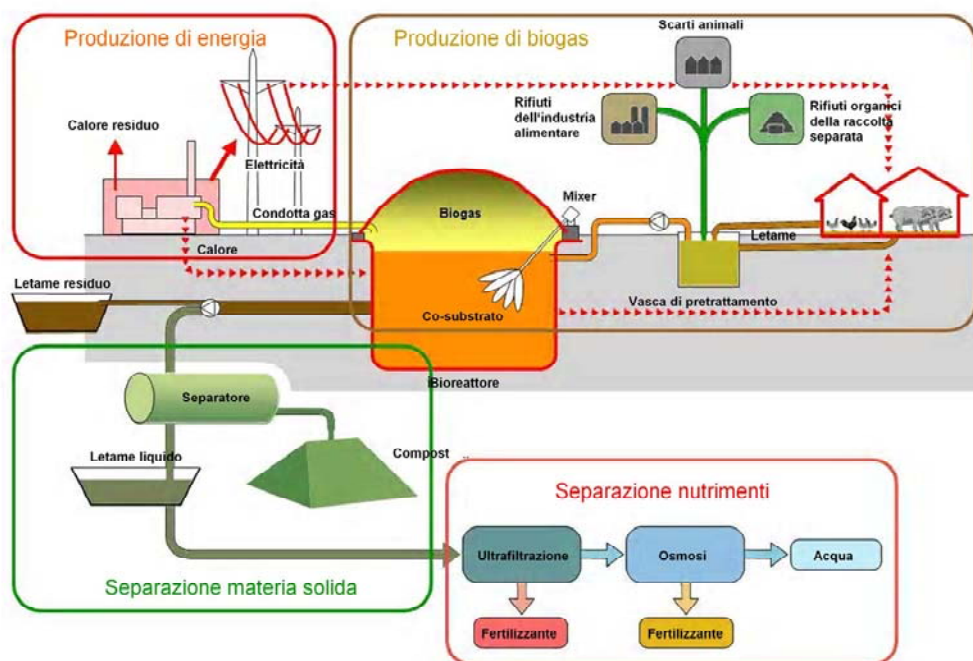 Produzione di energia
Produzione di biogas
Scarti animali
Rifiuti
dell'industria
alimentare
Rifiuti organici
della raccolta
separata
Calore residuo
Elettricità
Condotta gas
Biogas
Mixer
Letame
Calore
Letame residuo
Vasca di pretrattamento
Co-substrato
iBioreattore
Separatore
Letame liquido
Compost ..
Separazione nutrimenti
Ultrafiltrazione
Osmosi
Acqua
Separazione materia solida
Fertilizzante
Fertilizzante